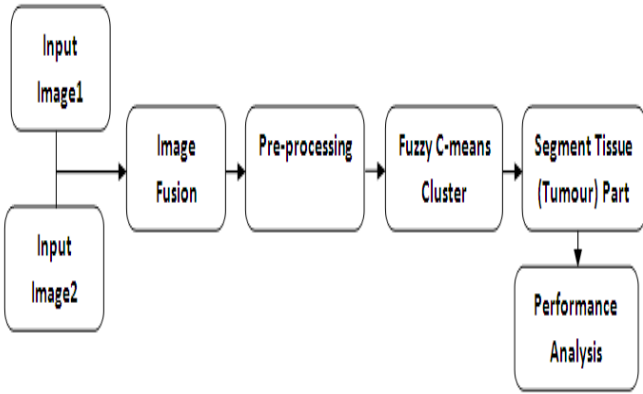 Input
Image1
Image
Fusion
Pre-processing
Fuzzy C-means
Cluster
Segment Tissue
(Tumour) Part
Input
Image2
Performance
Analysis